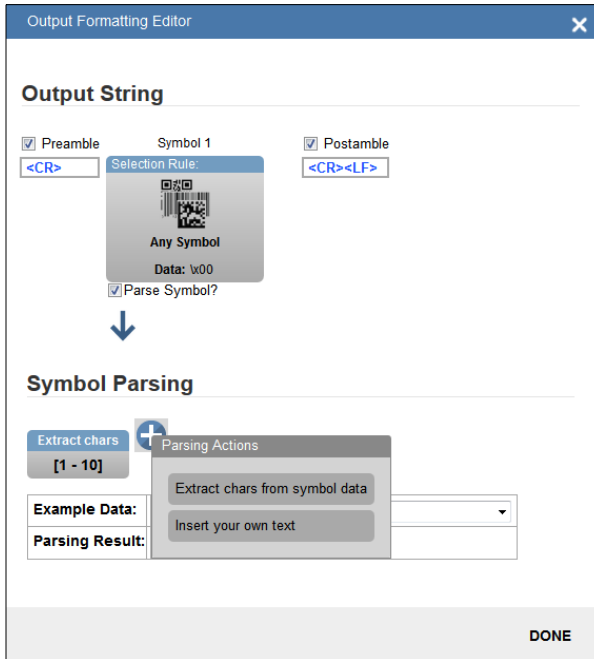 Output Formatting Editor
Output String
Preamble
Symbol 1
Postamble
<CR>
Selection Rule:
<CR><LF>
Any Symbol
Data: \x00
Parse Symbol?
Symbol Parsing
Extract chars
[1 - 10]
Parsing Actions
Extract chars from symbol data
Insert your own text
Example Data:
Parsing Result:
DONE